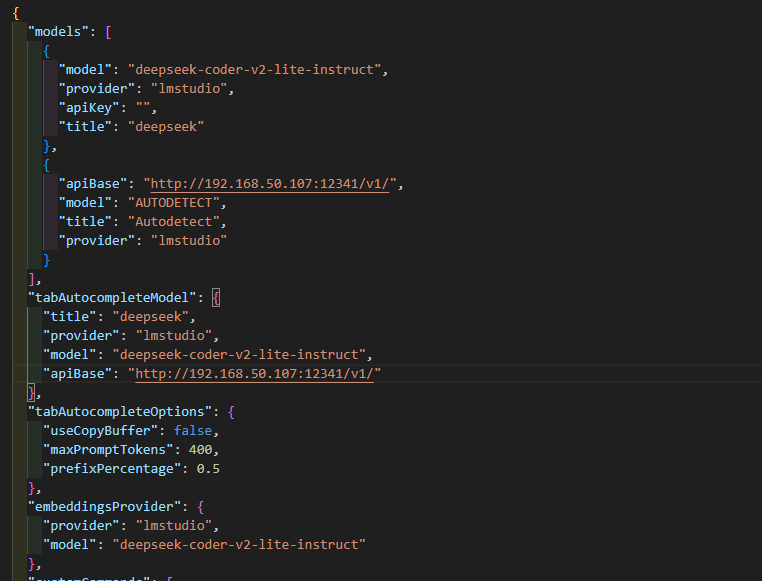 {
"models": [
{
"model": "deepseek-coder-v2-lite-instruct",
"provider": "lmstudio",
"apiKey": "",
"title": "deepseek"
},
{
"apiBase": "http://192.168.50.107:12341/v1/",
"model": "AUTODETECT",
"title": "Autodetect",
"provider": "lmstudio"
}
],
"tabAutocompleteModel": {
"title": "deepseek",
"provider": "lmstudio",
"model": "deepseek-coder-v2-lite-instruct",
"apiBase": "http://192.168.50.107:12341/v1/"
},
"tabAutocompleteOptions": {
"useCopyBuffer": false,
"maxPromptTokens": 400,
"prefixPercentage": 0.5
},
"embeddingsProvider": {
"provider": "lmstudio",
"model": "deepseek-coder-v2-lite-instruct"
},
"customCommands": [